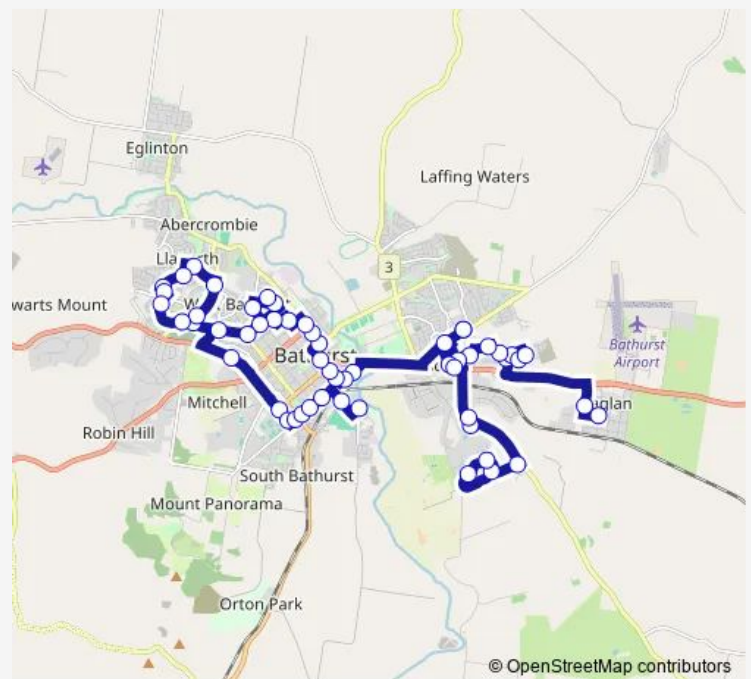 Eglinton
Laffing Waters
Abercrombie
3
warts Mount
Bathurst
Bathurst
Airport
Mitchell
Robin Hill
South Bathurst
Mount Panorama
Orton Park
© OpenStreetMap contributors